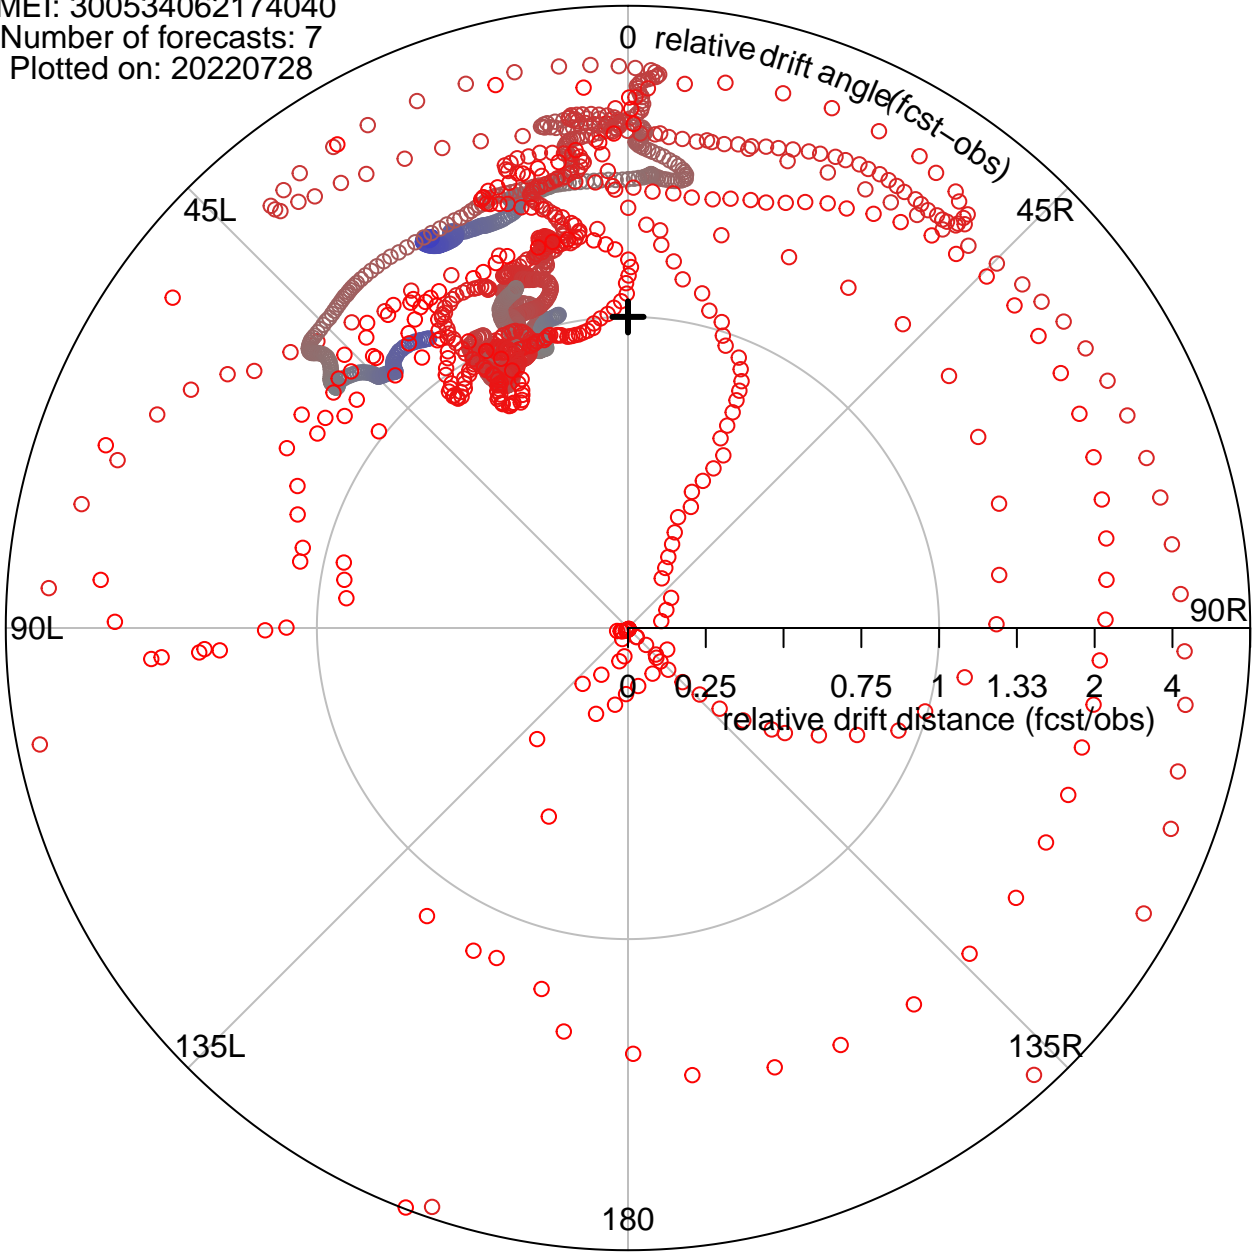 MEI: 300534062174040
Number of forecasts: 7
Plotted on: 20220728
0 relative drift angle(fcst–obs)
45L 45R
90L 90R
0 0.25 0.75 1 1.33 2 4
relative drift distance (fcst/obs)
135L 135R
180